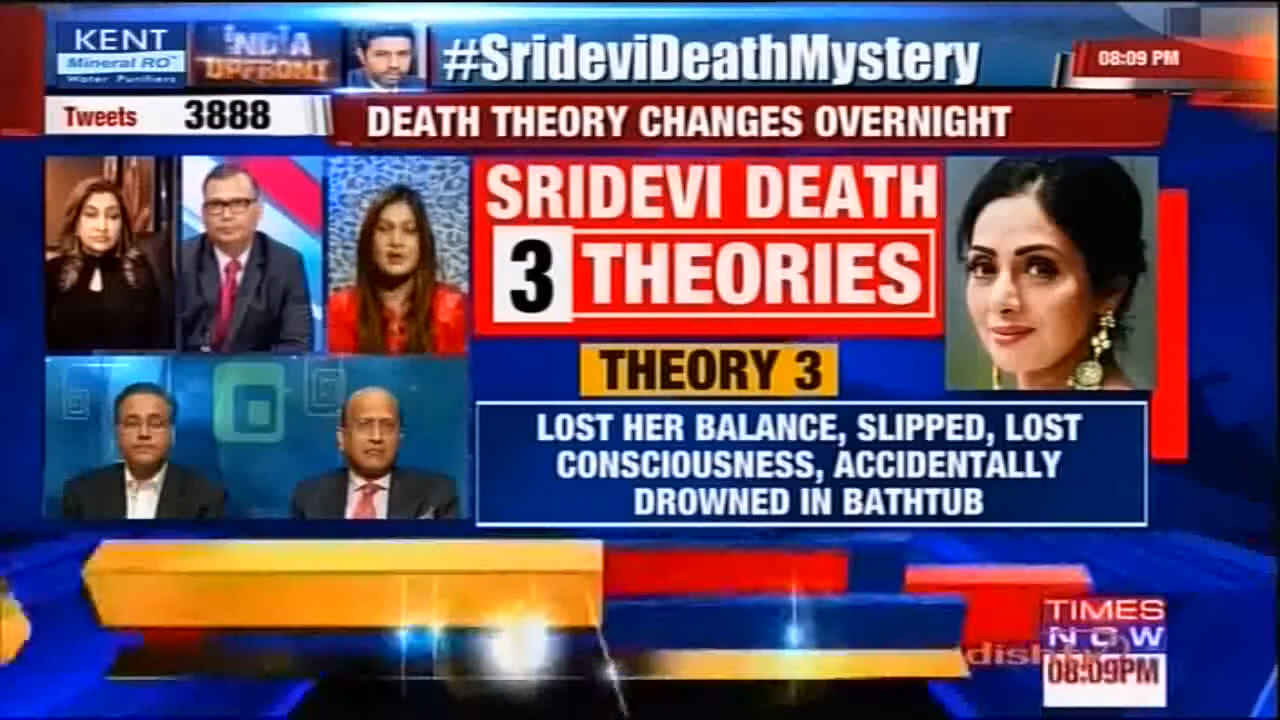 KENT
Mineral RO™
Water Purifiers
INDIA
UPFRONT
#SrideviDeathMystery
08:09 PM
Tweets 3888
DEATH THEORY CHANGES OVERNIGHT
SRIDEVI DEATH
3 THEORIES
THEORY 3
LOST HER BALANCE, SLIPPED, LOST
CONSCIOUSNESS, ACCIDENTALLY
DROWNED IN BATHTUB
TIMES
NOW
08:09PM